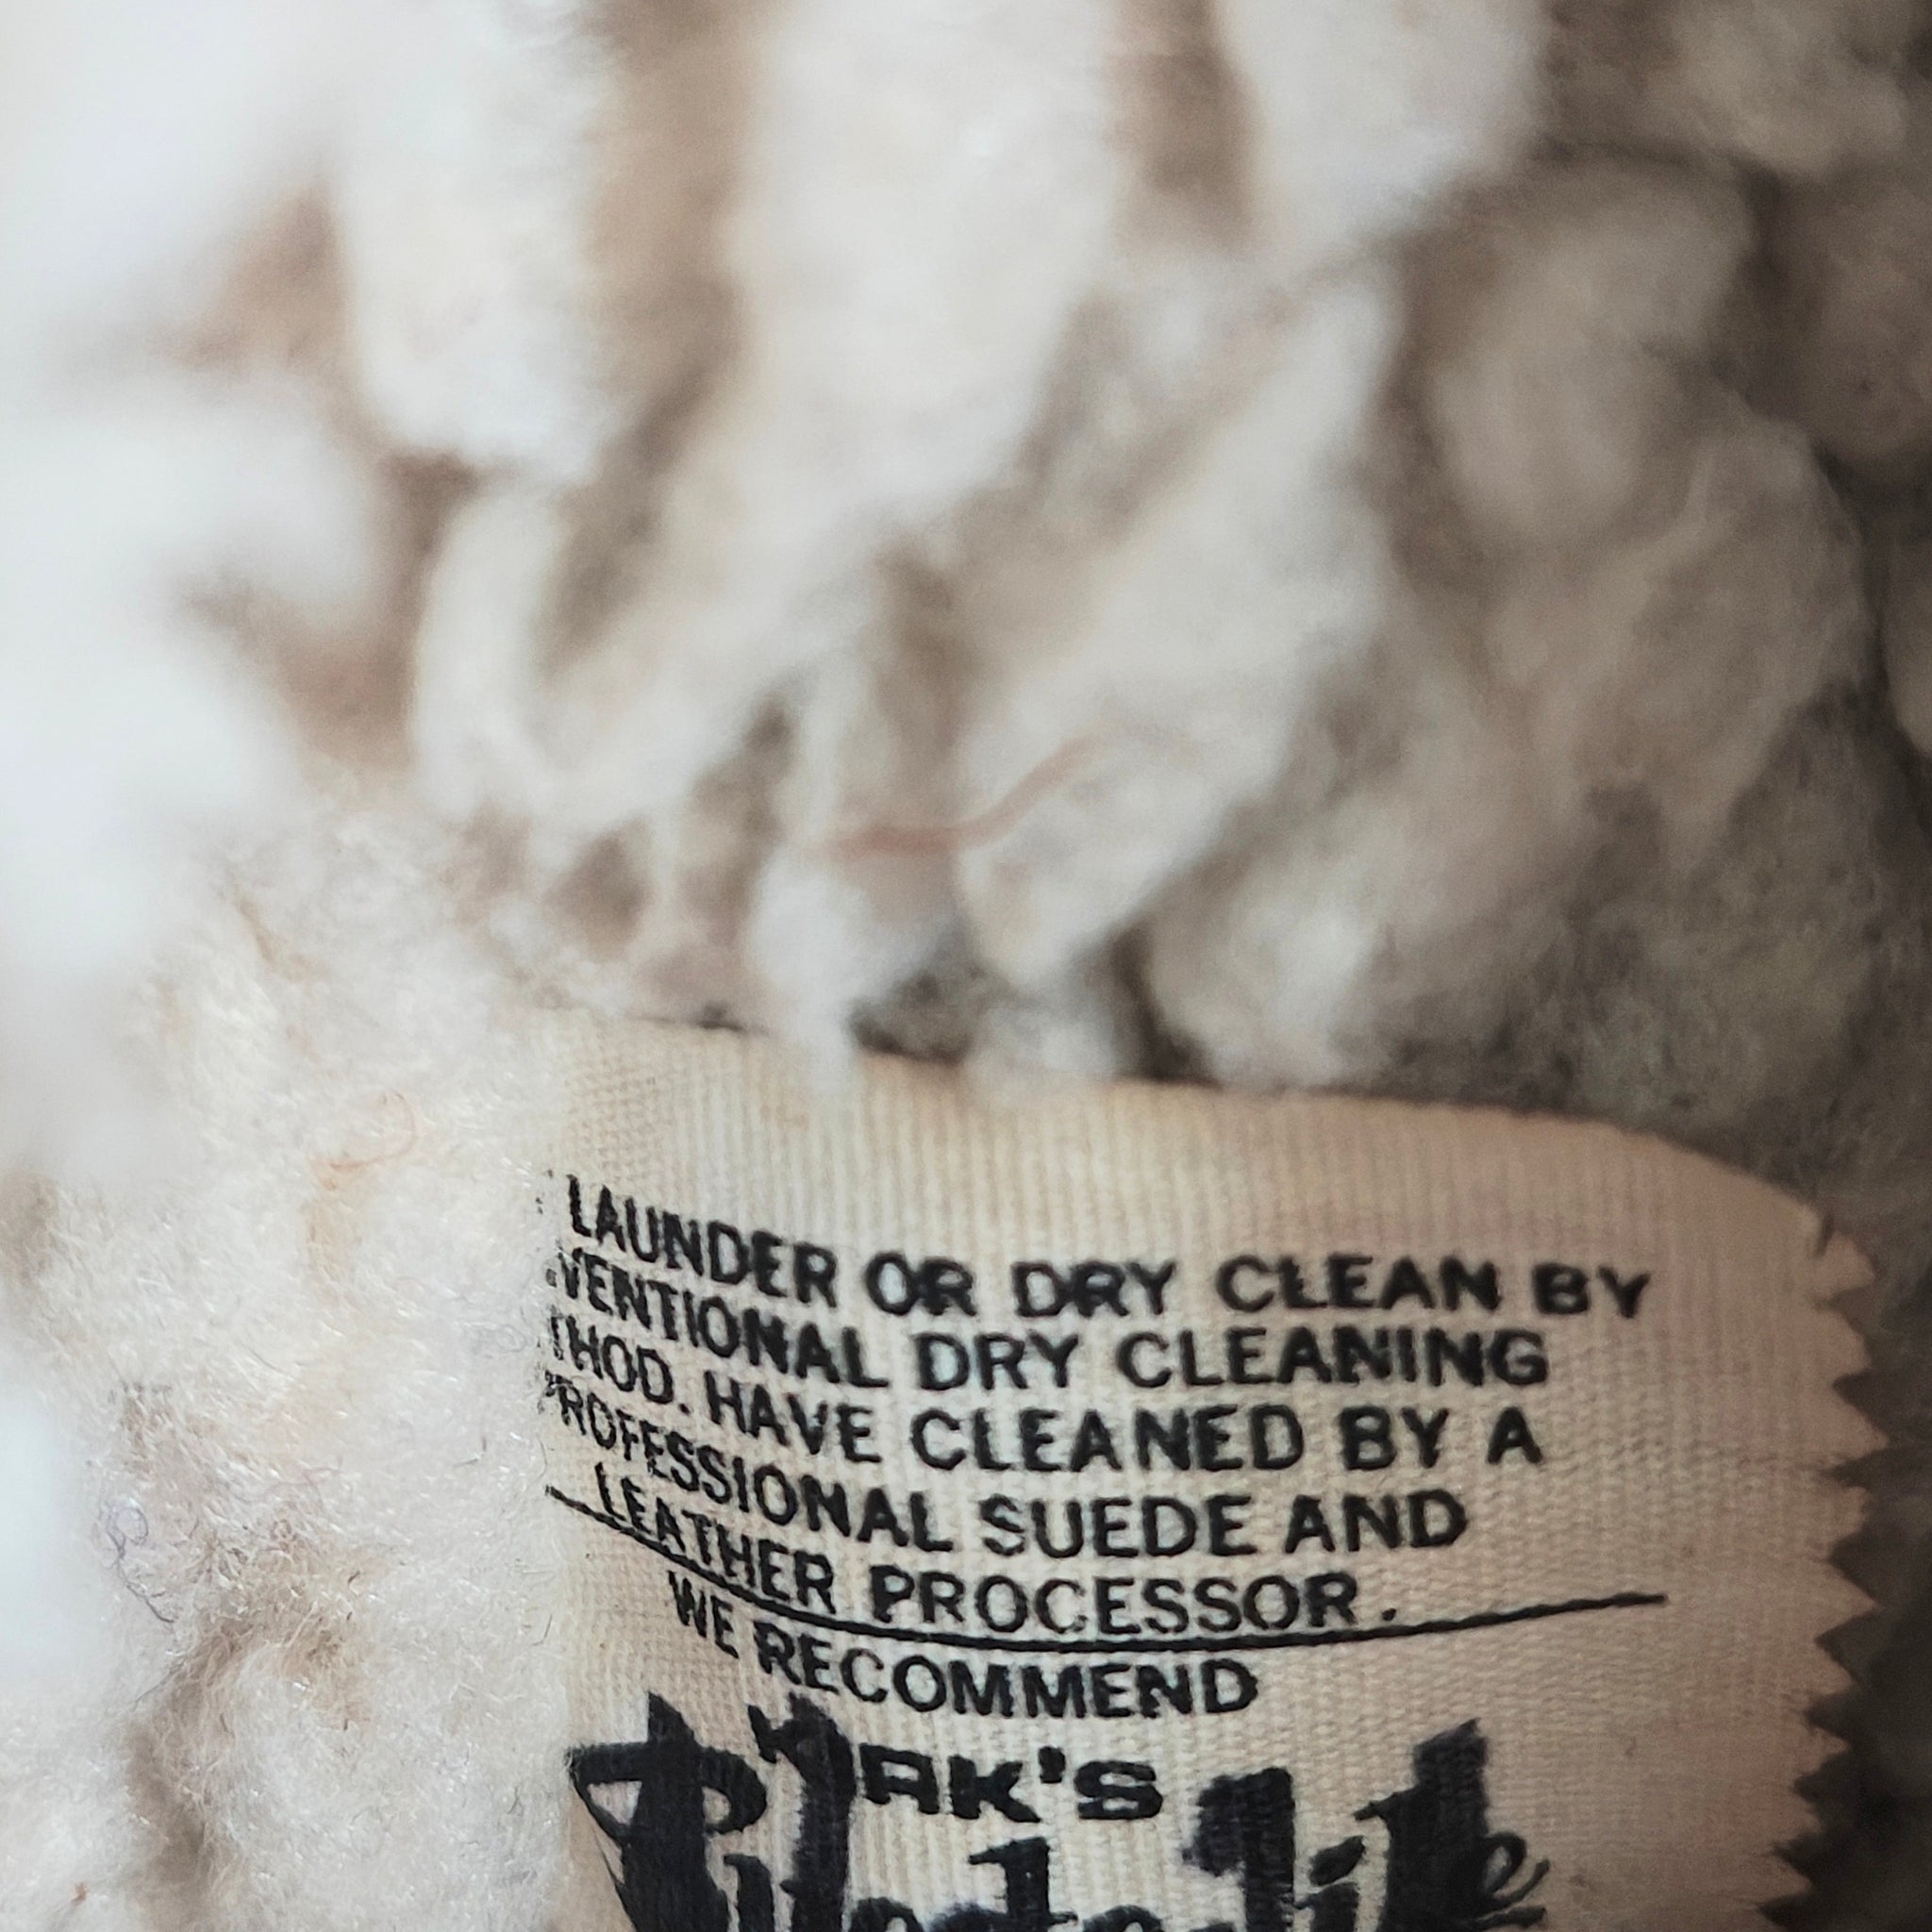 LAUNDER OR DRY CLEAN BY
VENTIONAL DRY CLEANING
THOD. HAVE CLEANED BY A
PROFESSIONAL SUEDE AND
LEATHER PROCESSOR.
WE RECOMMEND
KIRK'S